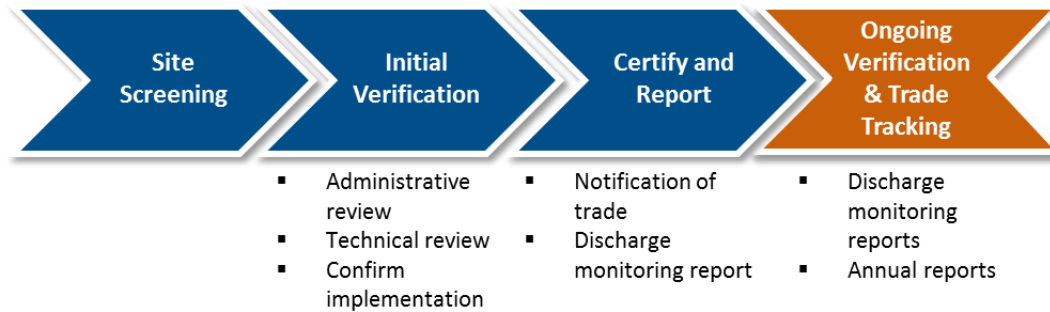 Site
Screening
Initial
Verification
Certify and
Report
Ongoing
Verification
& Trade
Tracking
▪ Administrative
review
▪ Technical review
▪ Confirm
implementation
▪ Notification of
trade
▪ Discharge
monitoring report
▪ Discharge
monitoring
reports
▪ Annual reports